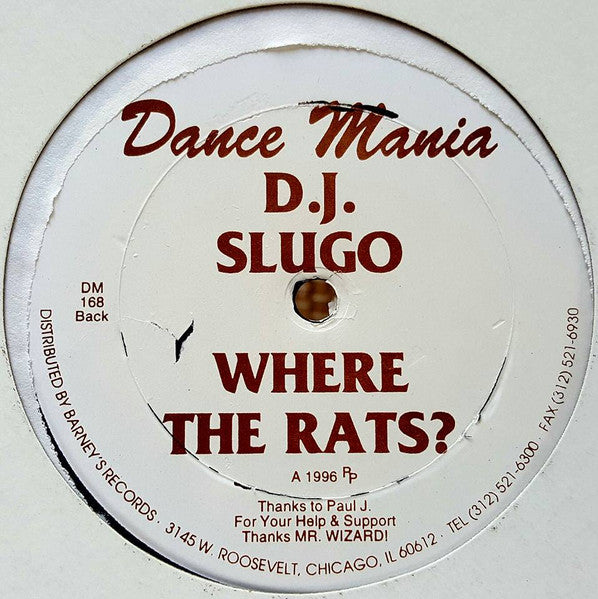 Dance Mania
D.J.
SLUGO
DM
168
Back
WHERE
THE RATS?
A 1996 PP
Thanks to Paul J.
For Your Help & Support
Thanks MR. WIZARD!
DISTRIBUTED BY BARNEY'S RECORDS . 3145 W. ROOSEVELT, CHICAGO, IL 60612 . TEL (312) 521-6300 . FAX (312) 521-6930